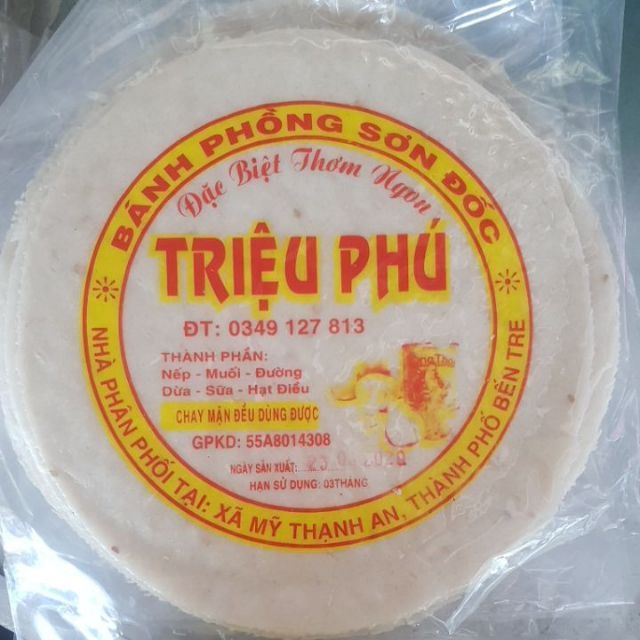 BÁNH PHỒNG SƠN ĐỐC
Đặc Biệt Thơm Ngon
TRIỆU PHÚ
ĐT: 0349 127 813
THÀNH PHẦN:
Nếp - Muối - Đường
Dừa - Sữa - Hạt Điều
CHAY MẶN ĐỀU DÙNG ĐƯỢC
GPKD: 55A8014308
NGÀY SẢN XUẤT:
HẠN SỬ DỤNG: 03THÁNG
NHÀ PHÂN PHỐI TẠI: XÃ MỸ THẠNH AN, THÀNH PHỐ BẾN TRE